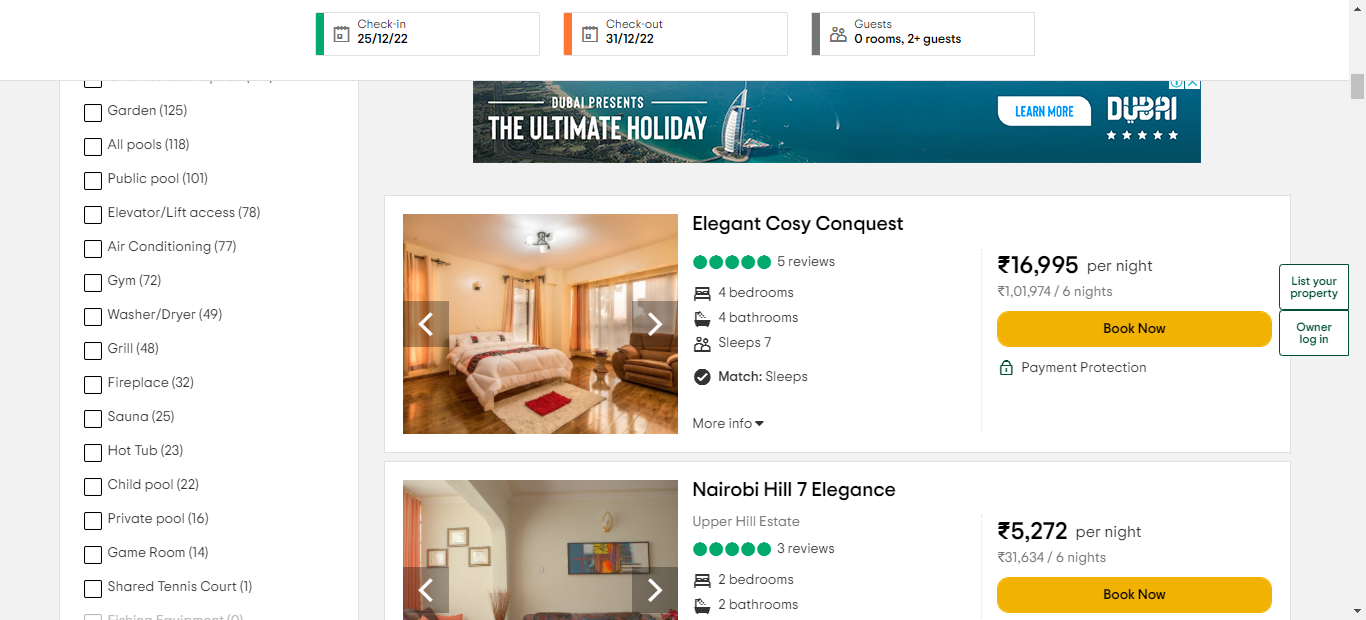 Check-in
25/12/22
Check-out
31/12/22
Guests
0 rooms, 2+ guests
Garden (125)
All pools (118)
Public pool (101)
Elevator/Lift access (78)
Air Conditioning (77)
Gym (72)
Washer/Dryer (49)
Grill (48)
Fireplace (32)
Sauna (25)
Hot Tub (23)
Child pool (22)
Private pool (16)
Game Room (14)
Shared Tennis Court (1)
Fishing Equipment (0)
DUBAI PRESENTS
THE ULTIMATE HOLIDAY
LEARN MORE
DUBAI
Elegant Cosy Conquest
5 reviews
4 bedrooms
4 bathrooms
Sleeps 7
Match: Sleeps
More info
₹16,995 per night
₹1,01,974 / 6 nights
Book Now
Payment Protection
List your
property
Owner
log in
Nairobi Hill 7 Elegance
Upper Hill Estate
3 reviews
2 bedrooms
2 bathrooms
₹5,272 per night
₹31,634 / 6 nights
Book Now